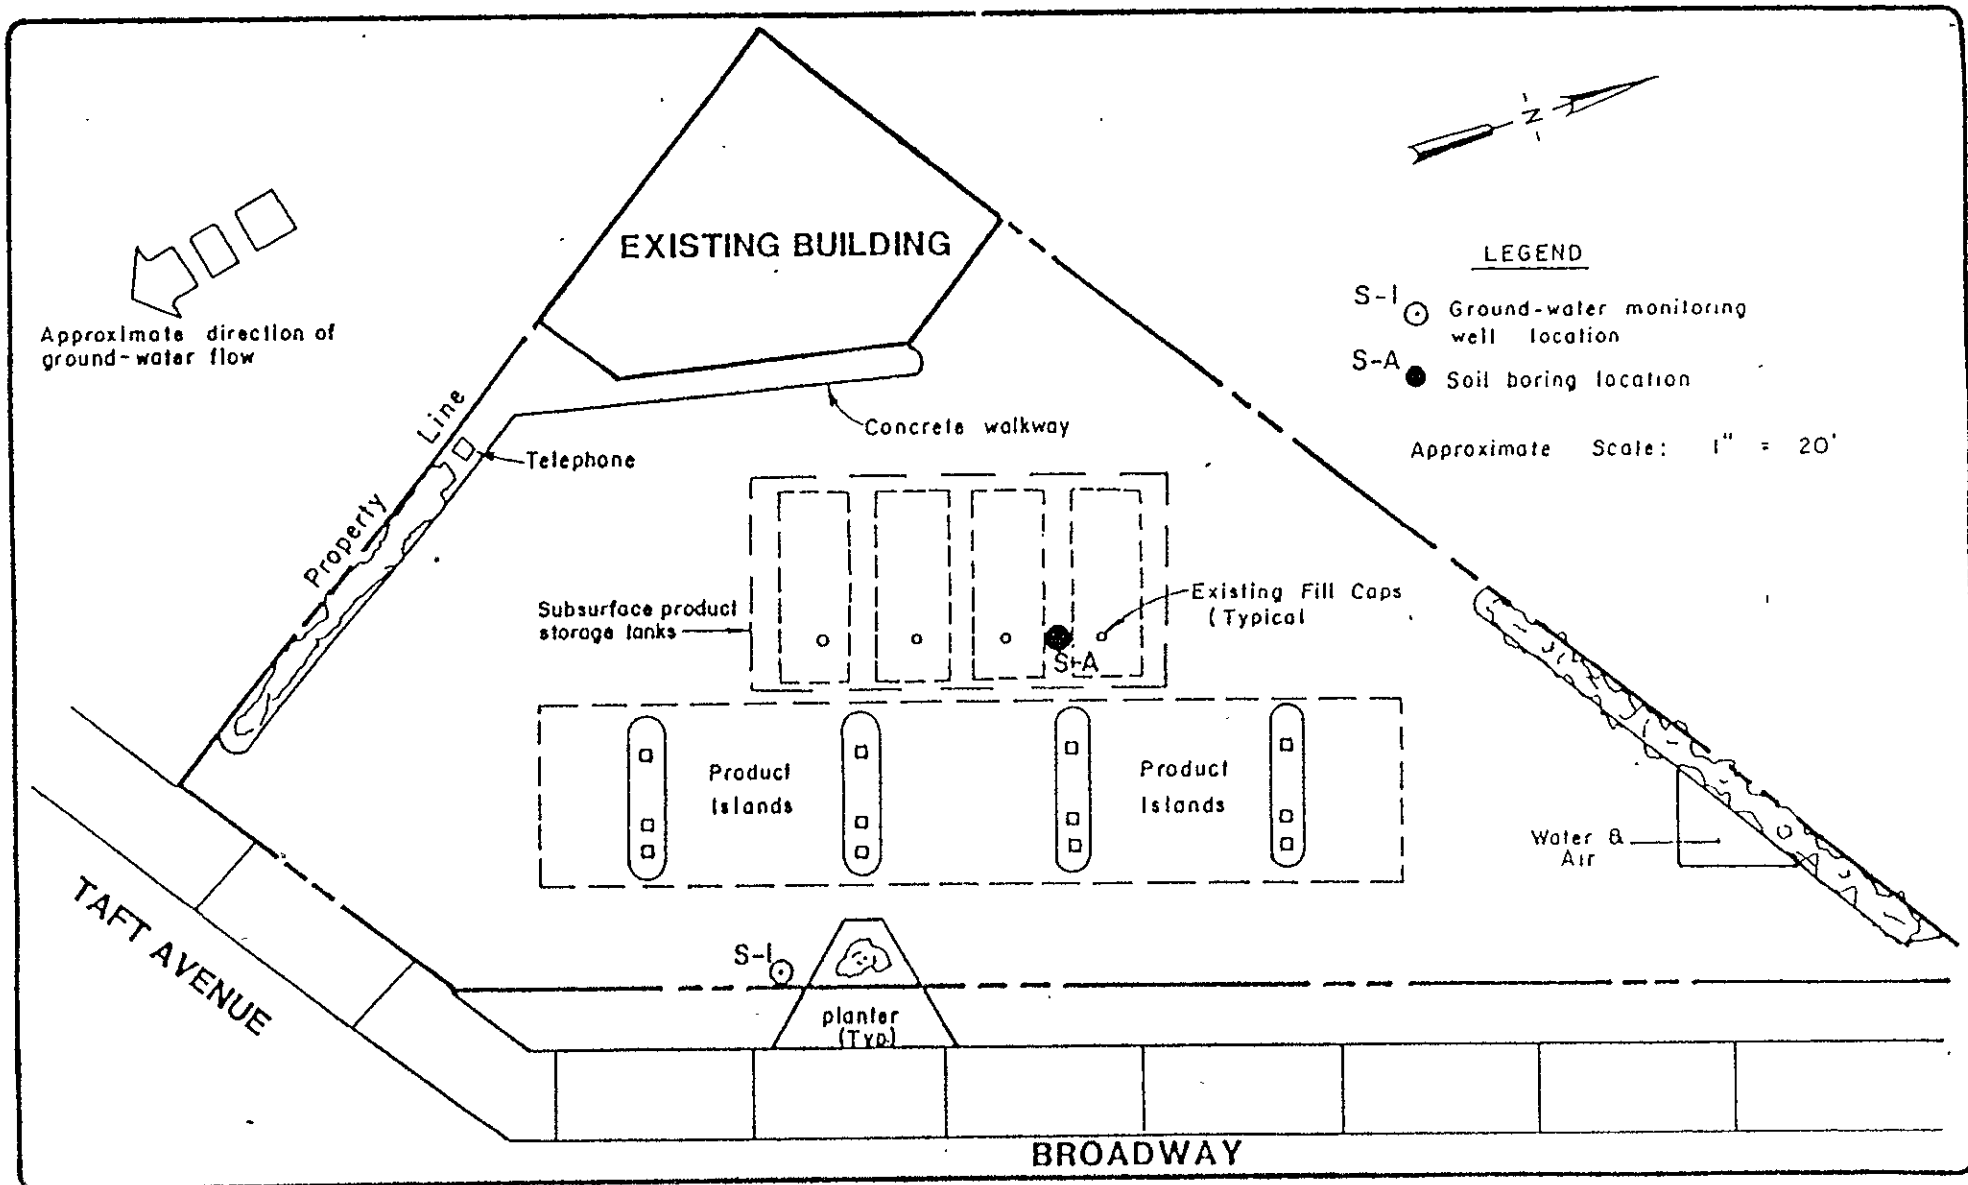 N
EXISTING BUILDING
Approximate direction of
ground-water flow
LEGEND
S-1 Ground-water monitoring
well location
S-A Soil boring location
Approximate Scale: 1" = 20'
Property Line
Telephone
Concrete walkway
Subsurface product
storage tanks
Existing Fill Caps
(Typical
S-A
Product
Islands
Product
Islands
Water &
Air
TAFT AVENUE
S-1
planter
(Typ)
BROADWAY